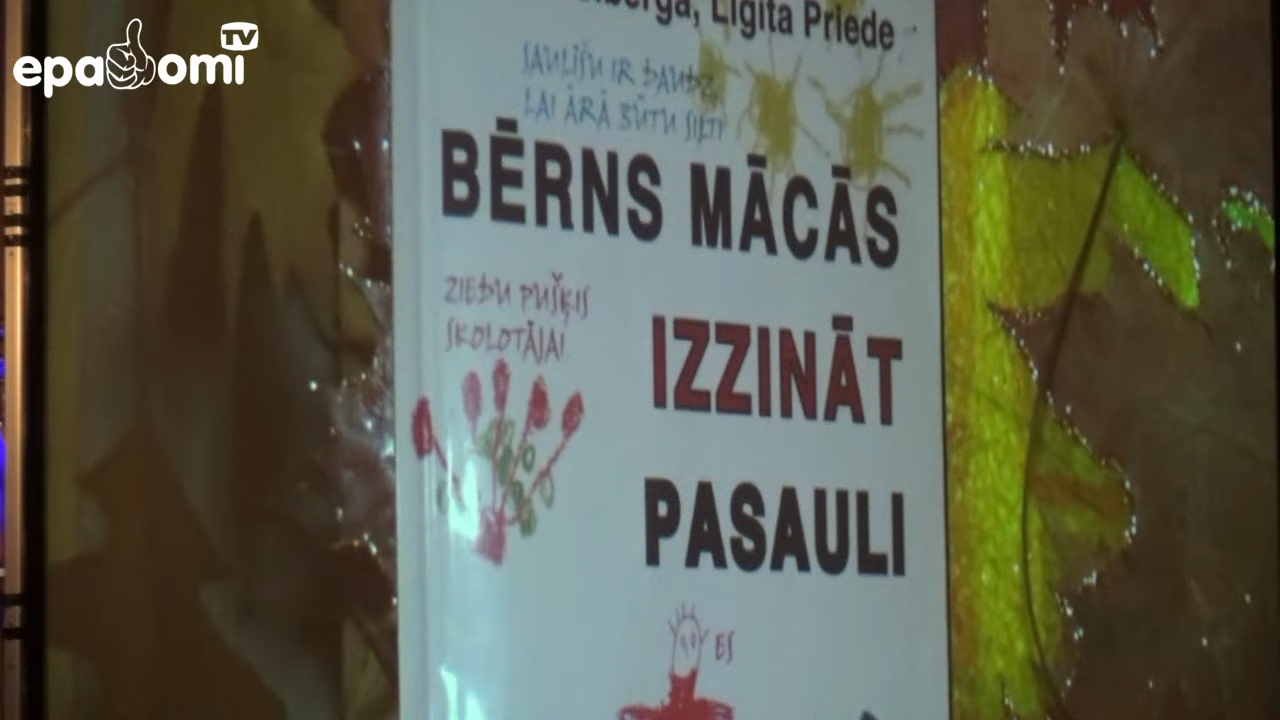 epadomi TV
Ligita Priede
SAULĪŠU IR DAUDZ
LAI ĀRĀ BŪTU SILTI
BĒRNS MĀCĀS
ZIEDU PUŠĶIS
SKOLOTĀJAI
IZZINĀT
PASAULI
ES